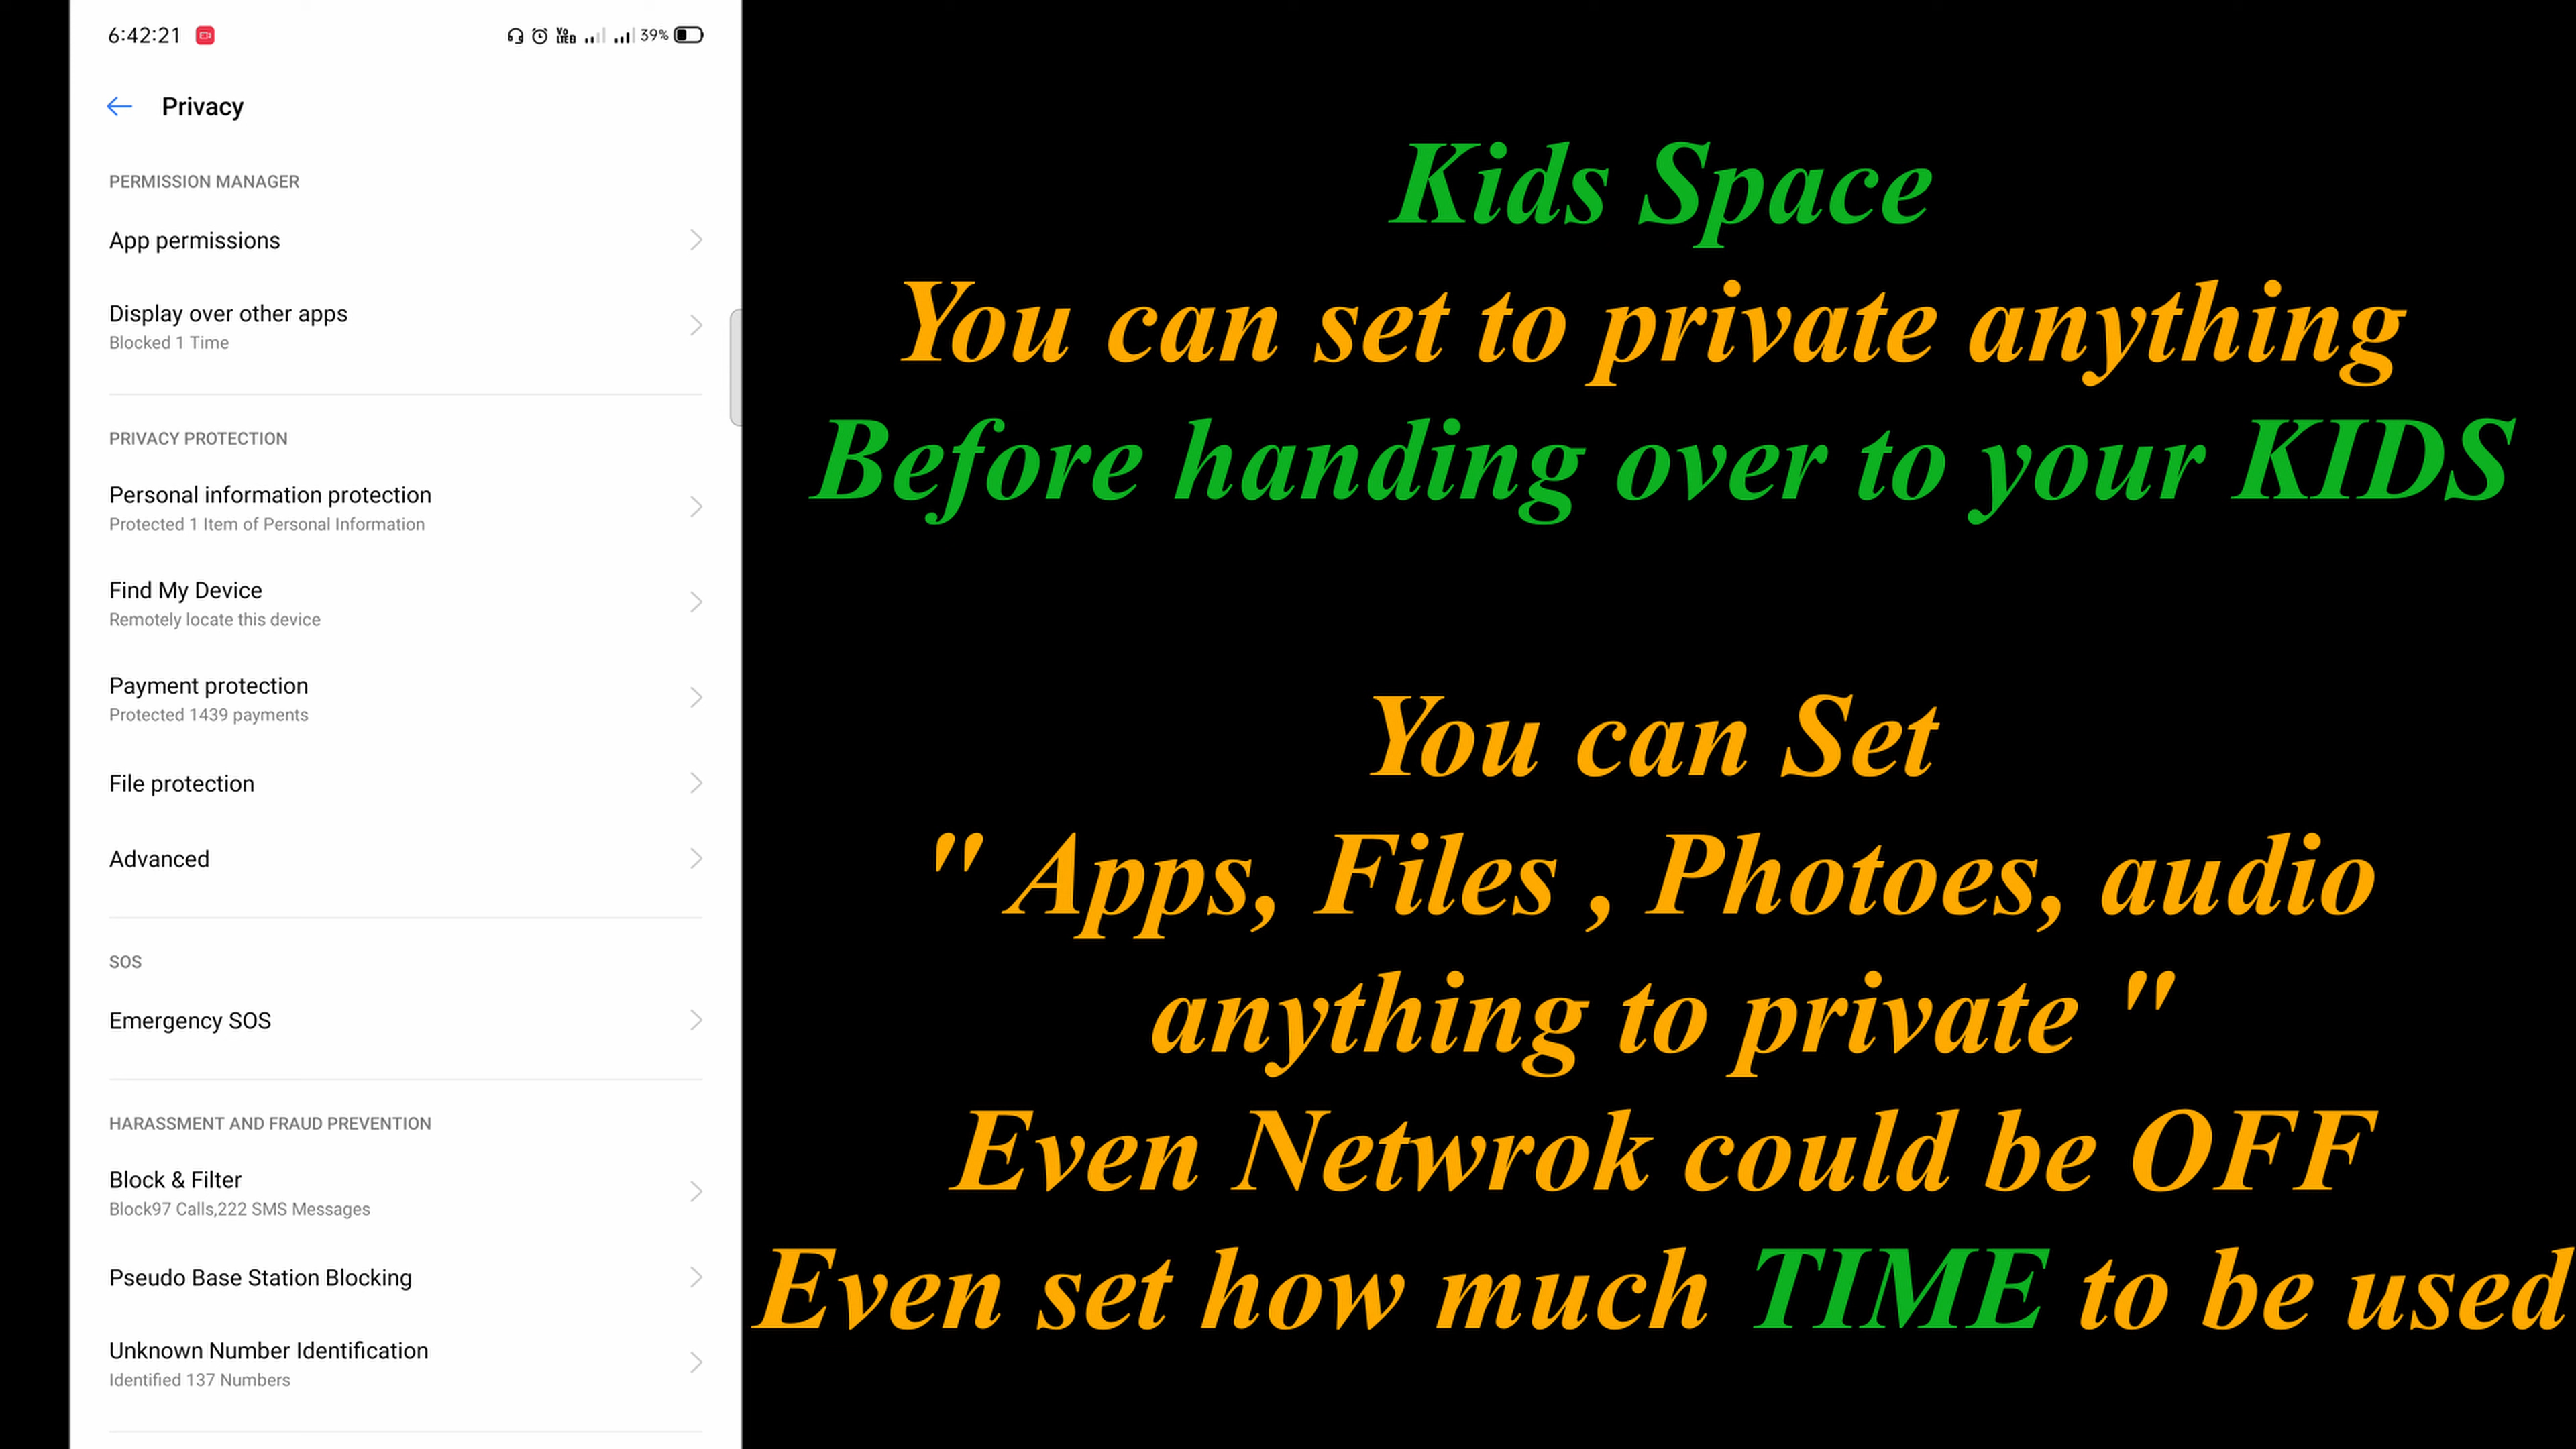 6:42:21
Vo LTED 39%
Privacy
PERMISSION MANAGER
App permissions
Display over other apps
Blocked 1 Time
PRIVACY PROTECTION
Personal information protection
Protected 1 Item of Personal Information
Find My Device
Remotely locate this device
Payment protection
Protected 1439 payments
File protection
Advanced
SOS
Emergency SOS
HARASSMENT AND FRAUD PREVENTION
Block & Filter
Block97 Calls,222 SMS Messages
Pseudo Base Station Blocking
Unknown Number Identification
Identified 137 Numbers
Kids Space
You can set to private anything
Before handing over to your KIDS
You can Set
" Apps, Files , Photoes, audio
anything to private "
Even Netwrok could be OFF
Even set how much TIME to be used